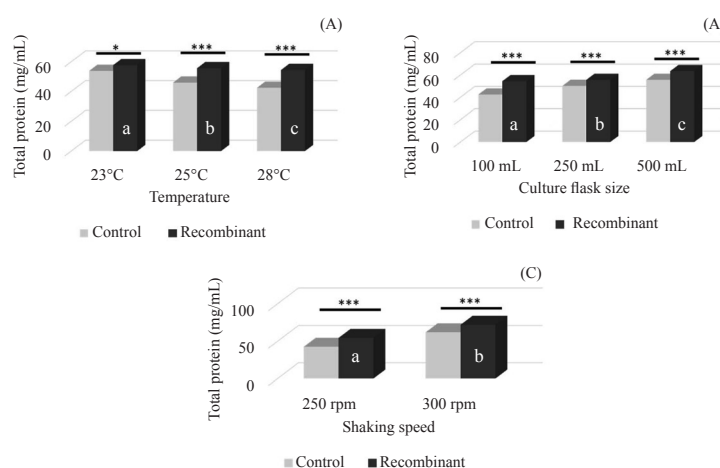 (A)
***
***
*
Total protein (mg/mL)
60
40
20
0
a
b
c
23°C
25°C
28°C
Temperature
Control
Recombinant
(A
***
***
***
Total protein (mg/mL)
80
60
40
20
0
a
b
c
100 mL
250 mL
500 mL
Culture flask size
Control
Recombinant
(C)
***
***
Total protein (mg/mL)
100
50
0
a
b
250 rpm
300 rpm
Shaking speed
Control
Recombinant